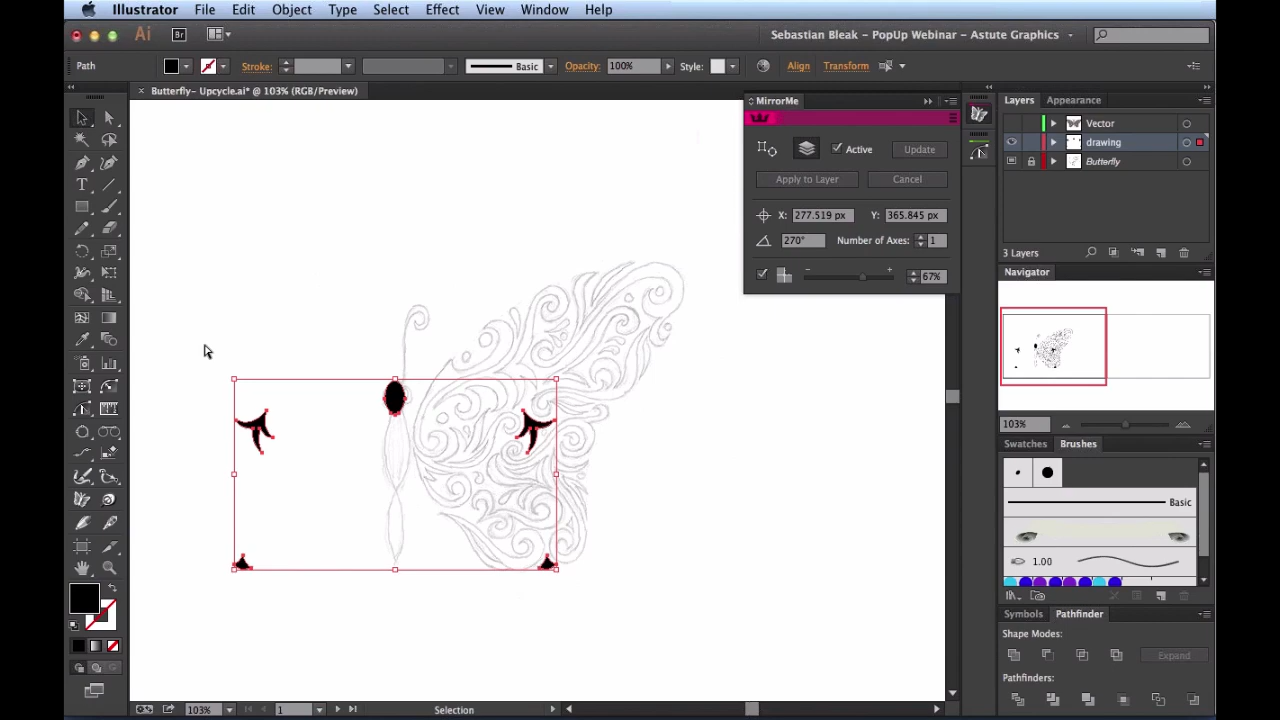 Illustrator File Edit Object Type Select Effect View Window Help
Ai Br Sebastian Bleak – PopUp Webinar – Astute Graphics
Path Stroke: Basic Opacity: 100% Style: Align Transform
Butterfly- Upcycle.ai* @ 103% (RGB/Preview)
MirrorMe
Active Update
Apply to Layer Cancel
X: 277.519 px Y: 365.845 px
270° Number of Axes: 1
67%
Layers Appearance
Vector
drawing
Butterfly
3 Layers
Navigator
103%
Swatches Brushes
Basic
1.00
Symbols Pathfinder
Shape Modes:
Expand
Pathfinders:
103% 1 Selection